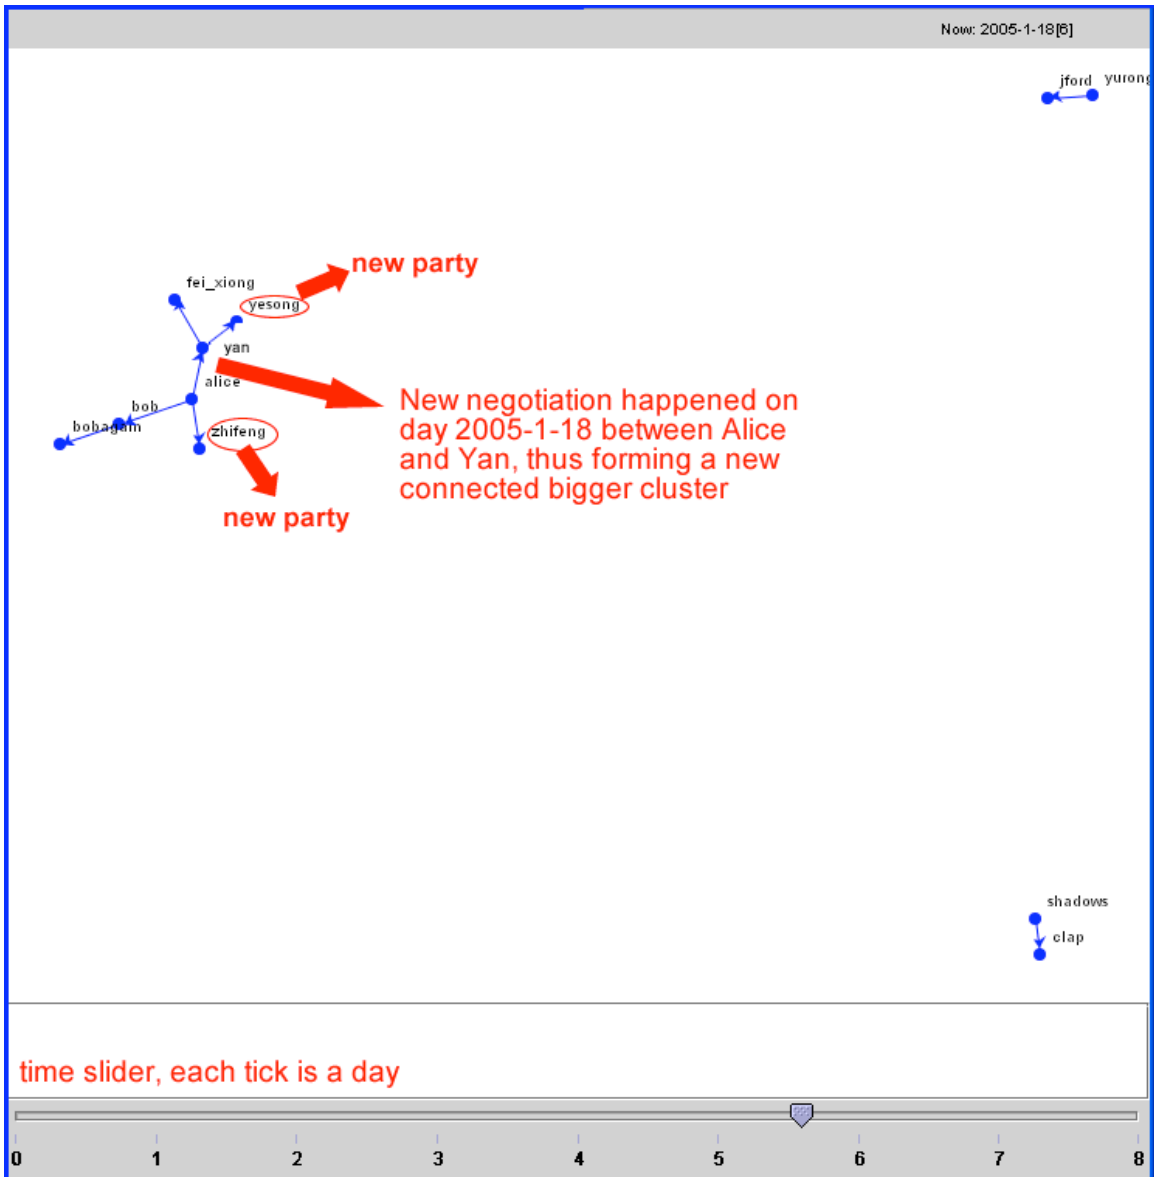 Now: 2005-1-18[6]
jford
yurong
new party
fei_xiong
yesong
yan
alice
New negotiation happened on
day 2005-1-18 between Alice
and Yan, thus forming a new
connected bigger cluster
bob
bobagam
zhifeng
new party
shadows
clap
time slider, each tick is a day
0 1 2 3 4 5 6 7 8